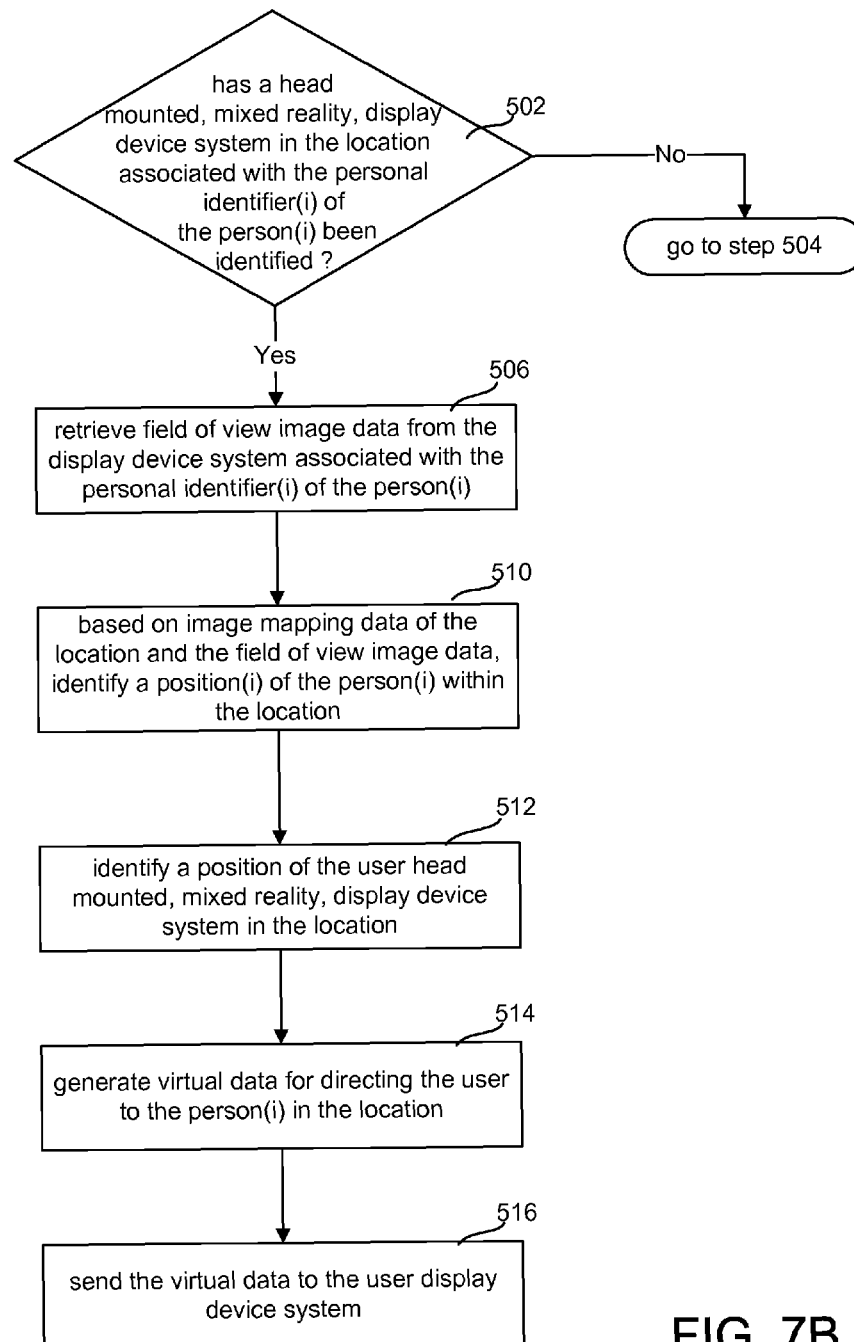 has a head
mounted, mixed reality, display
device system in the location
associated with the personal
identifier(i) of
the person(i) been
identified ?
502
No
go to step 504
Yes
506
retrieve field of view image data from the
display device system associated with the
personal identifier(i) of the person(i)
510
based on image mapping data of the
location and the field of view image data,
identify a position(i) of the person(i) within
the location
512
identify a position of the user head
mounted, mixed reality, display device
system in the location
514
generate virtual data for directing the user
to the person(i) in the location
516
send the virtual data to the user display
device system
FIG. 7B